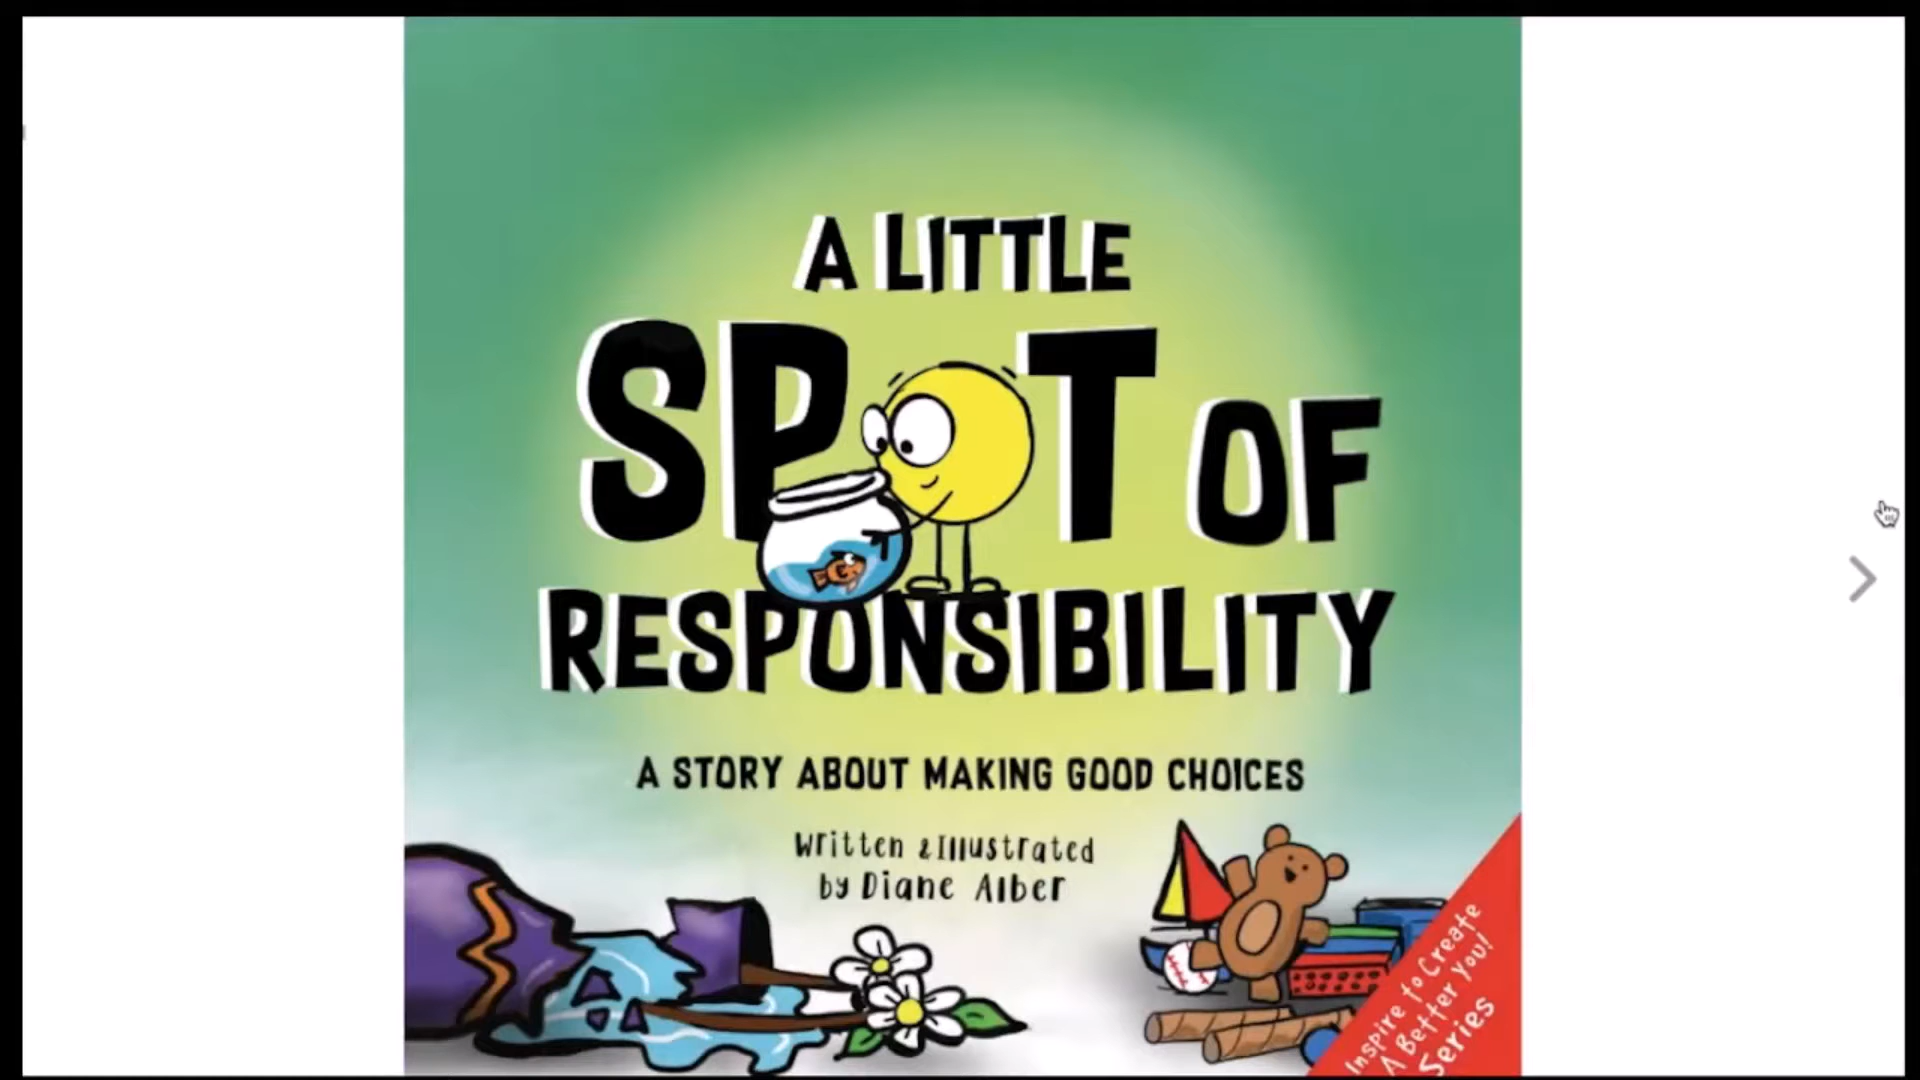 A LITTLE
SPOT OF
RESPONSIBILITY
A STORY ABOUT MAKING GOOD CHOICES
Written & Illustrated
by Diane Alber
Inspire to Create
A Better You!
Series